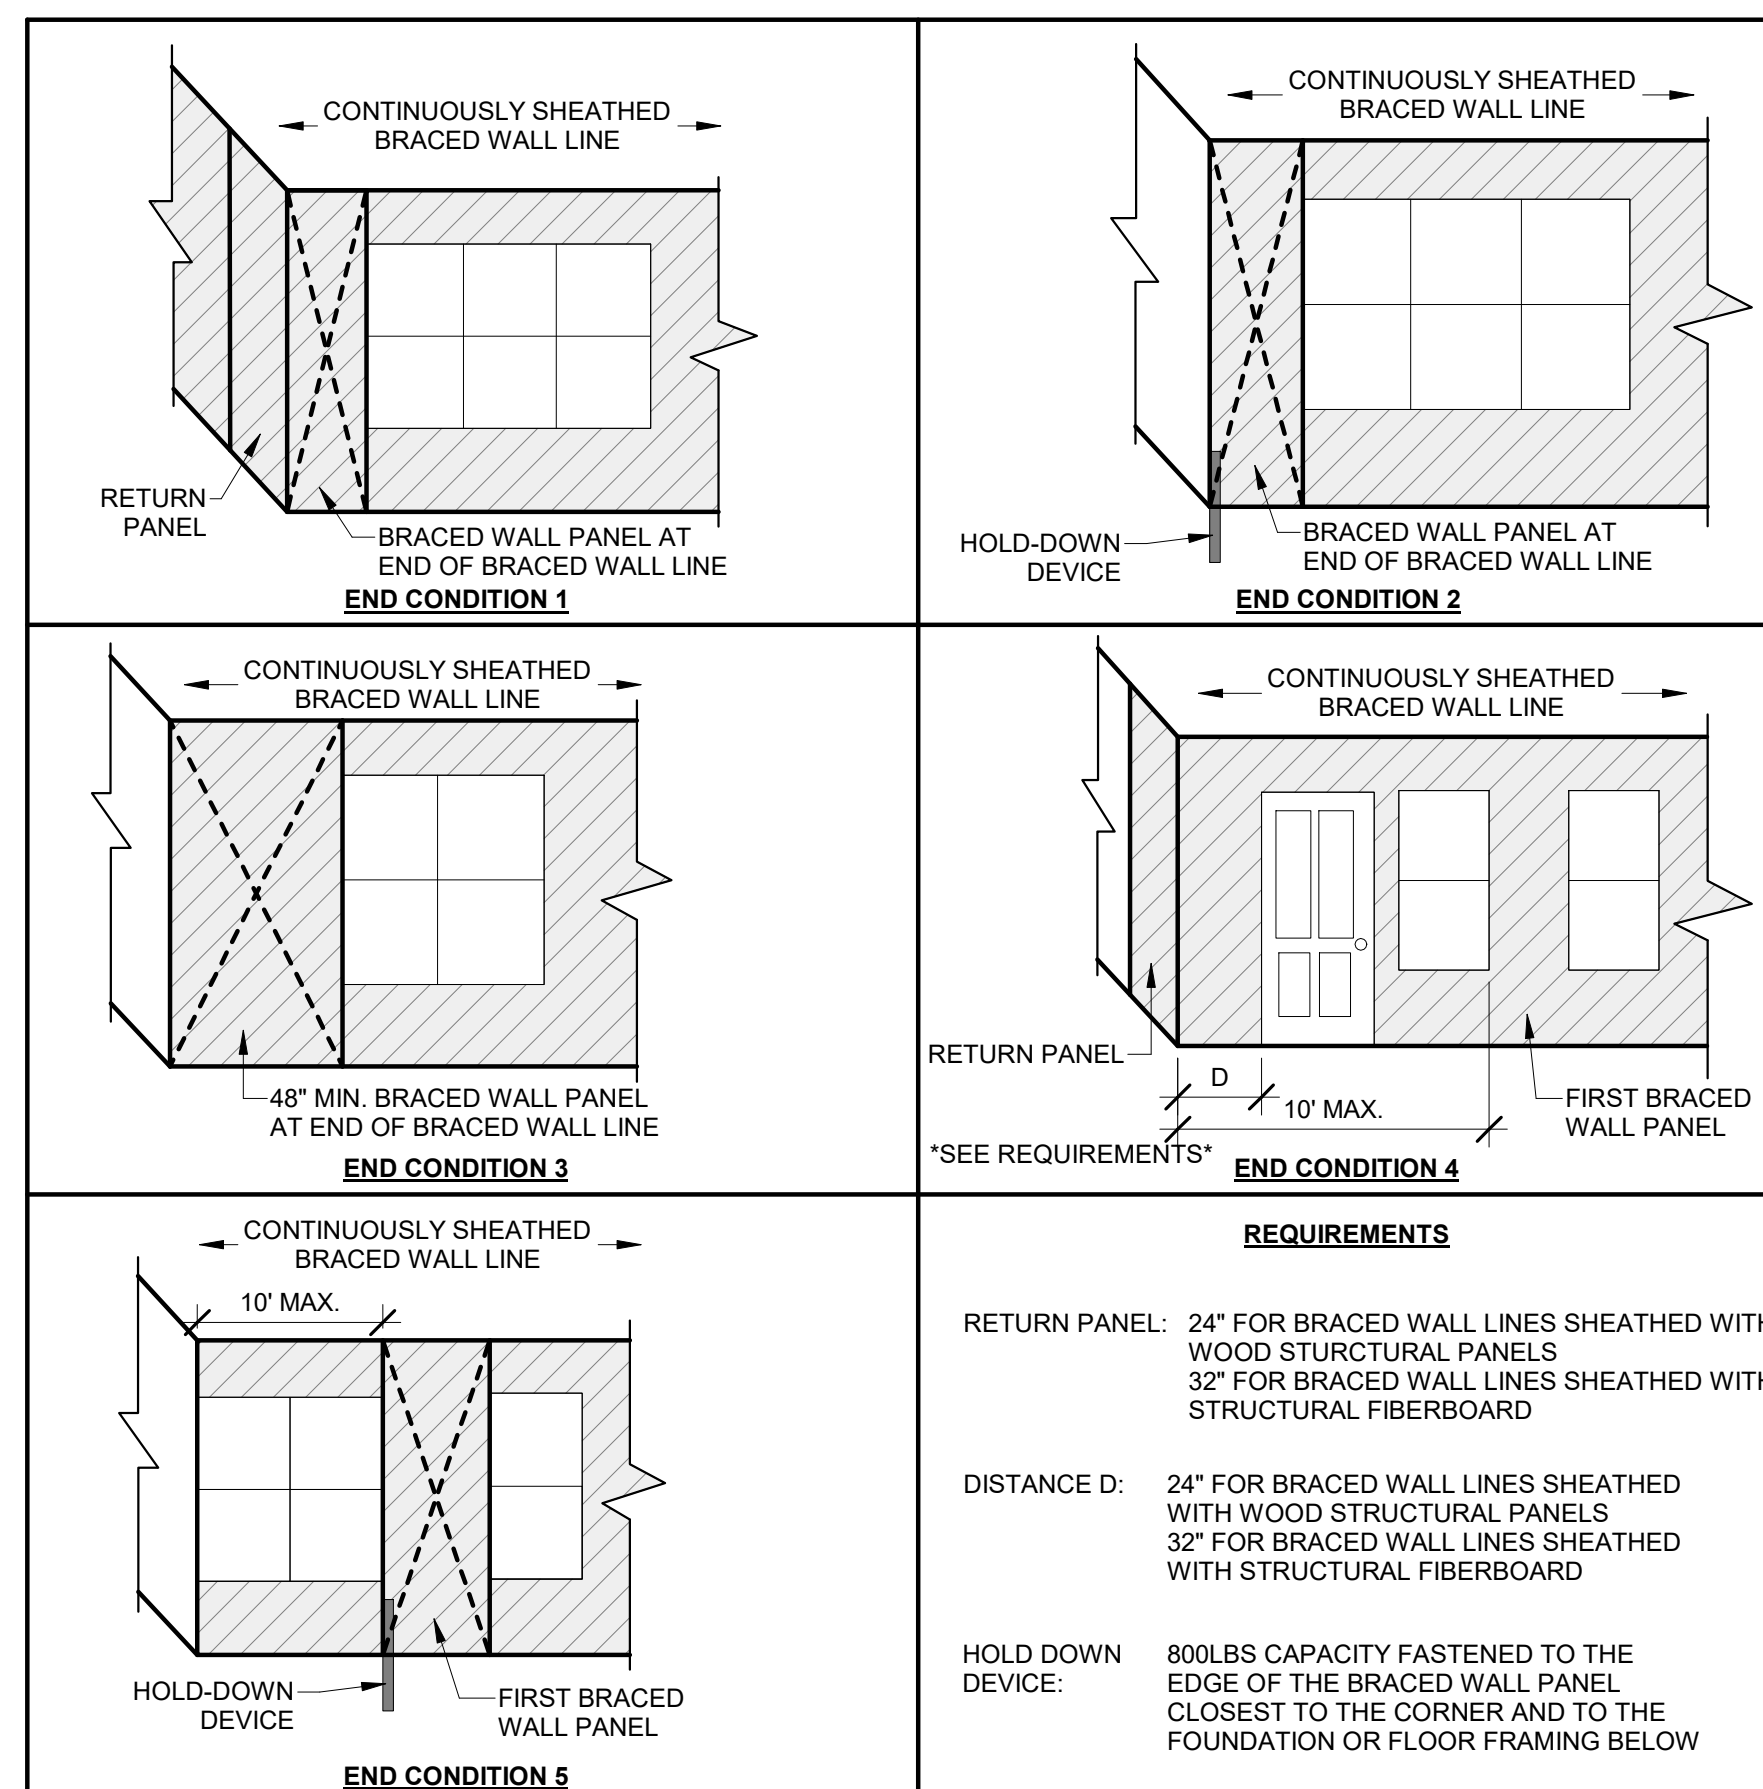 CONTINUOUSLY SHEATHED
BRACED WALL LINE
RETURN
PANEL
BRACED WALL PANEL AT
END OF BRACED WALL LINE
END CONDITION 1
CONTINUOUSLY SHEATHED
BRACED WALL LINE
HOLD-DOWN
DEVICE
BRACED WALL PANEL AT
END OF BRACED WALL LINE
END CONDITION 2
CONTINUOUSLY SHEATHED
BRACED WALL LINE
48" MIN. BRACED WALL PANEL
AT END OF BRACED WALL LINE
END CONDITION 3
CONTINUOUSLY SHEATHED
BRACED WALL LINE
RETURN PANEL
D
10' MAX.
FIRST BRACED
WALL PANEL
*SEE REQUIREMENTS*
END CONDITION 4
CONTINUOUSLY SHEATHED
BRACED WALL LINE
10' MAX.
HOLD-DOWN
DEVICE
FIRST BRACED
WALL PANEL
END CONDITION 5
REQUIREMENTS
RETURN PANEL: 24" FOR BRACED WALL LINES SHEATHED WITH
WOOD STURCTURAL PANELS
32" FOR BRACED WALL LINES SHEATHED WITH
STRUCTURAL FIBERBOARD
DISTANCE D: 24" FOR BRACED WALL LINES SHEATHED
WITH WOOD STRUCTURAL PANELS
32" FOR BRACED WALL LINES SHEATHED
WITH STRUCTURAL FIBERBOARD
HOLD DOWN 800LBS CAPACITY FASTENED TO THE
DEVICE: EDGE OF THE BRACED WALL PANEL
CLOSEST TO THE CORNER AND TO THE
FOUNDATION OR FLOOR FRAMING BELOW